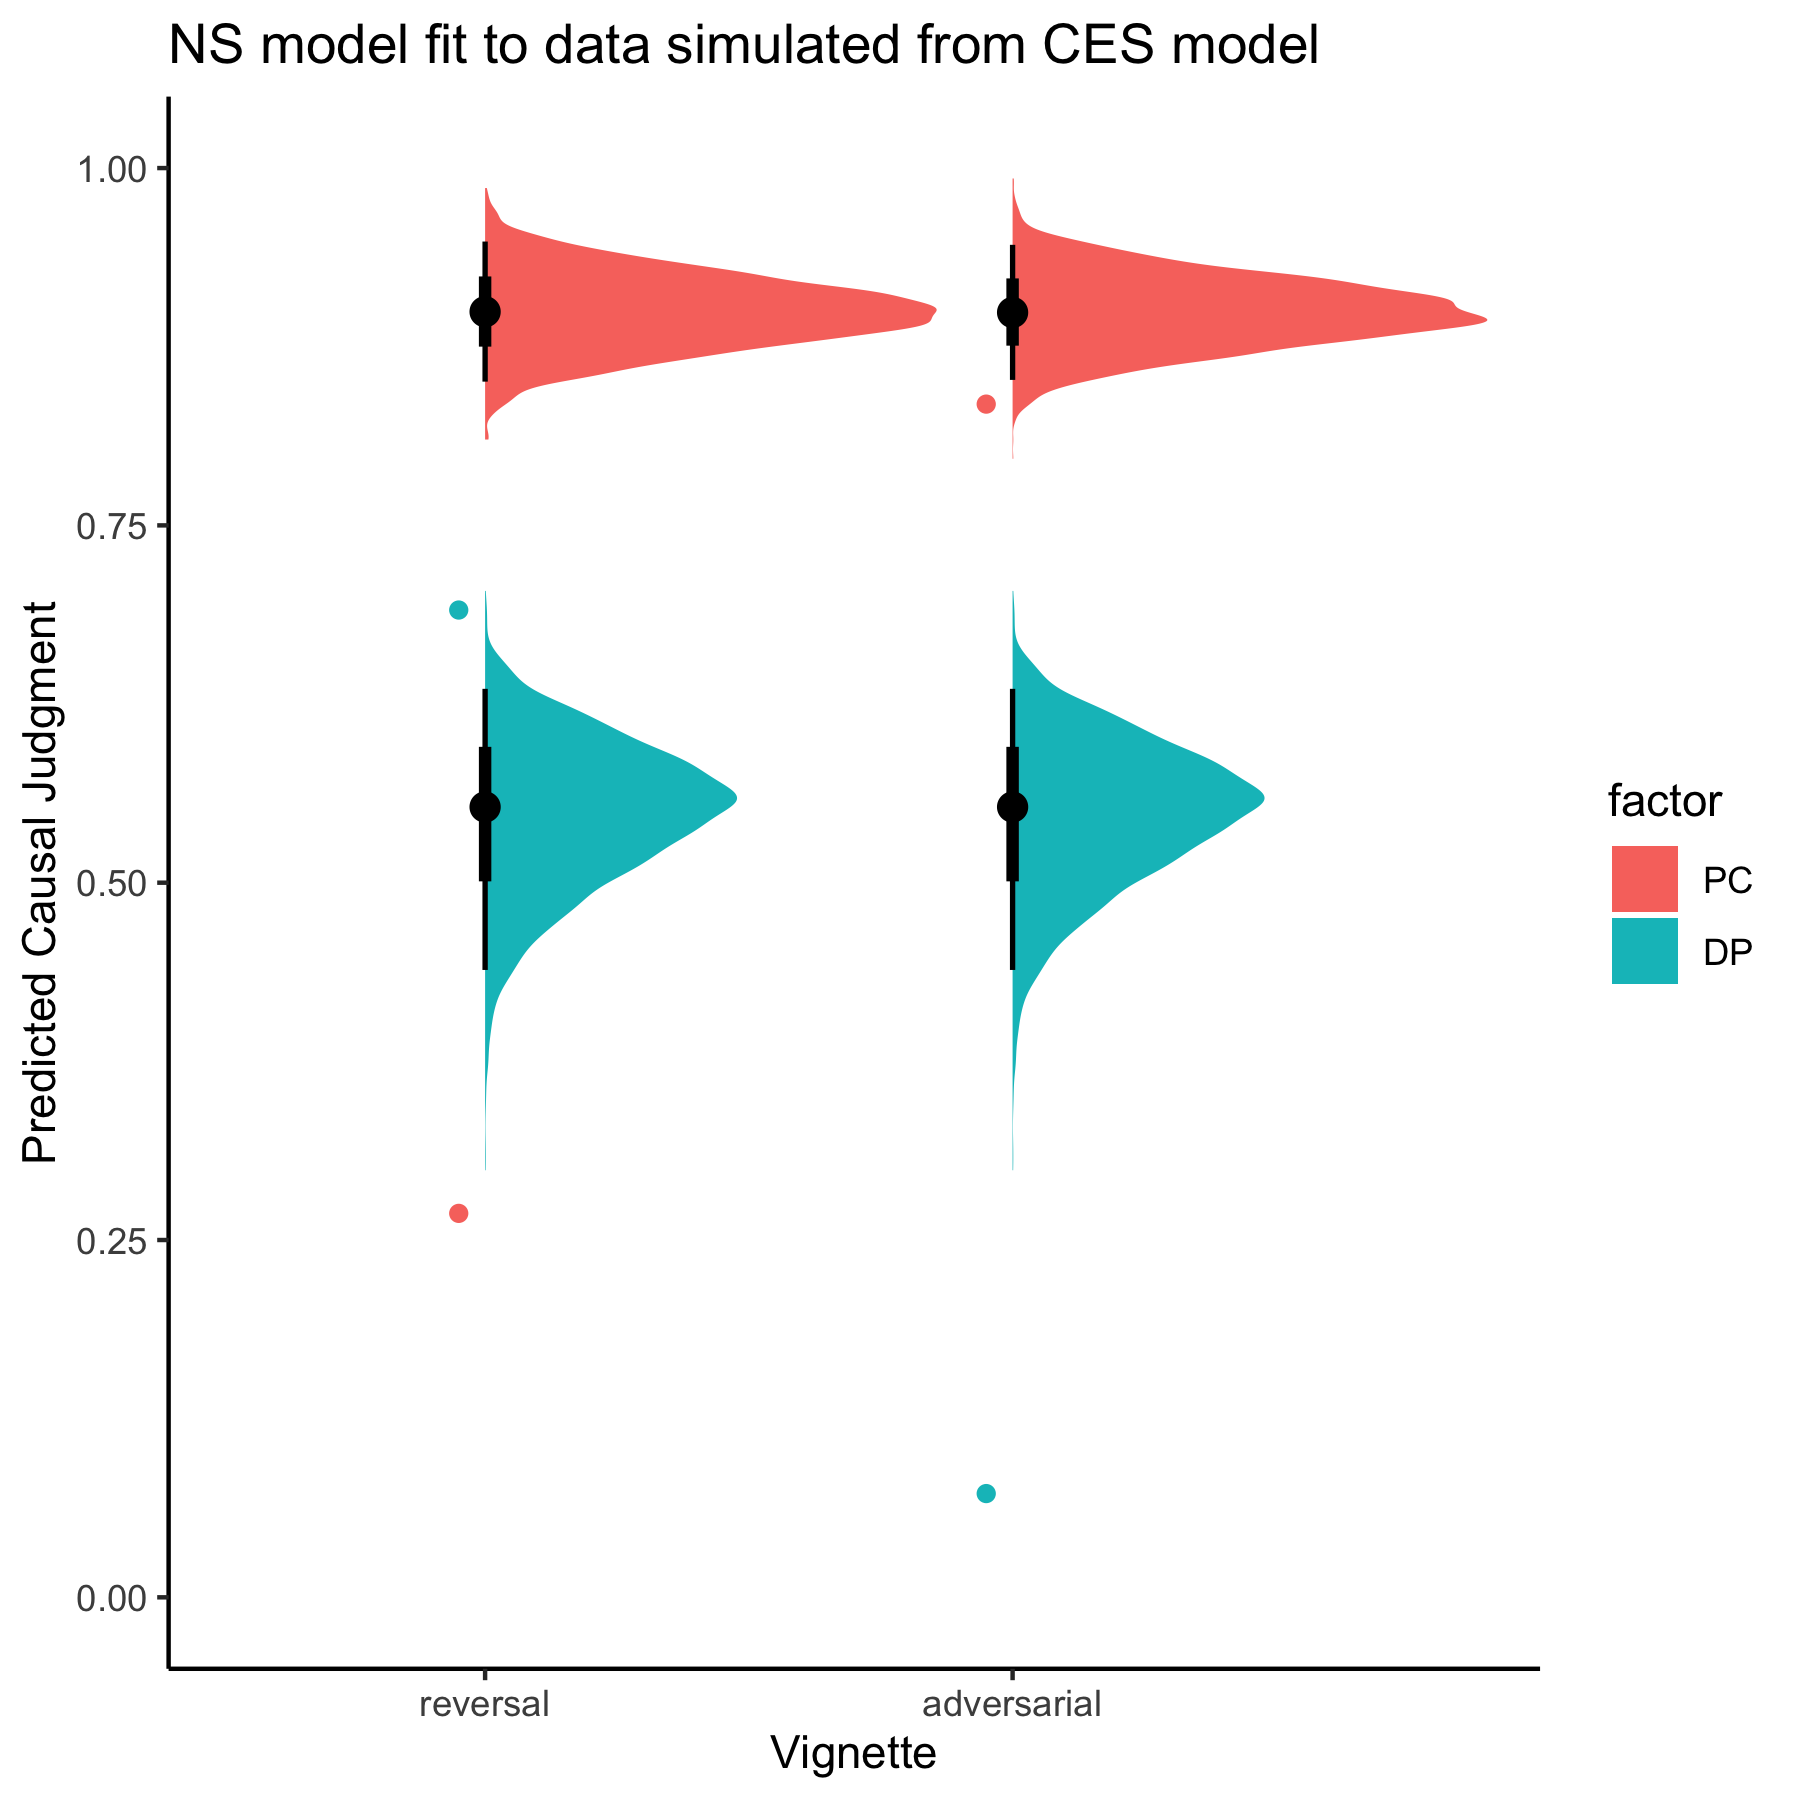 NS model fit to data simulated from CES model
1.00
0.75
0.50
0.25
0.00
Predicted Causal Judgment
reversal
adversarial
Vignette
factor
PC
DP